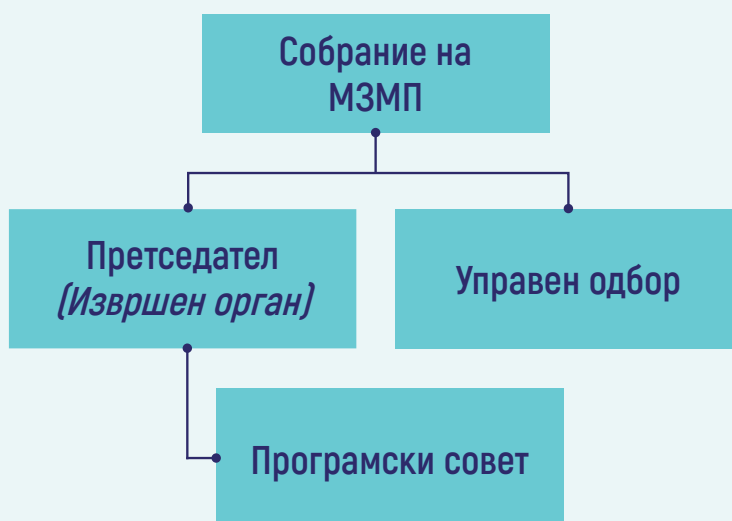 Собрание на
МЗМП
Претседател
(Извршен орган)
Управен одбор
Програмски совет